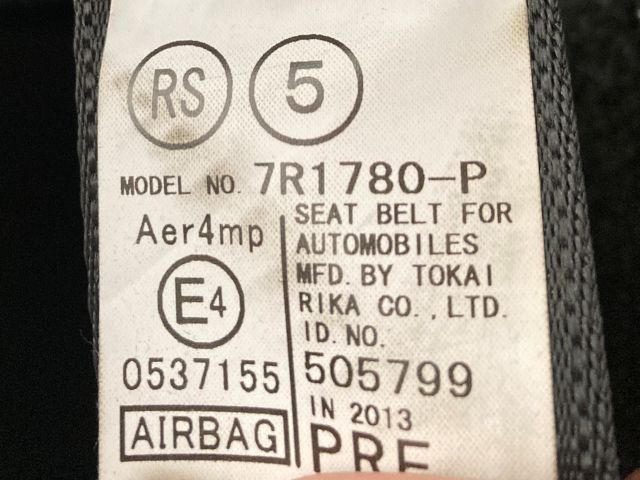 RS 5
MODEL NO. 7R1780-P
Aer4mp
E4
0537155
AIRBAG
SEAT BELT FOR
AUTOMOBILES
MFD. BY TOKAI
RIKA CO., LTD.
ID. NO.
505799
IN 2013
PRE